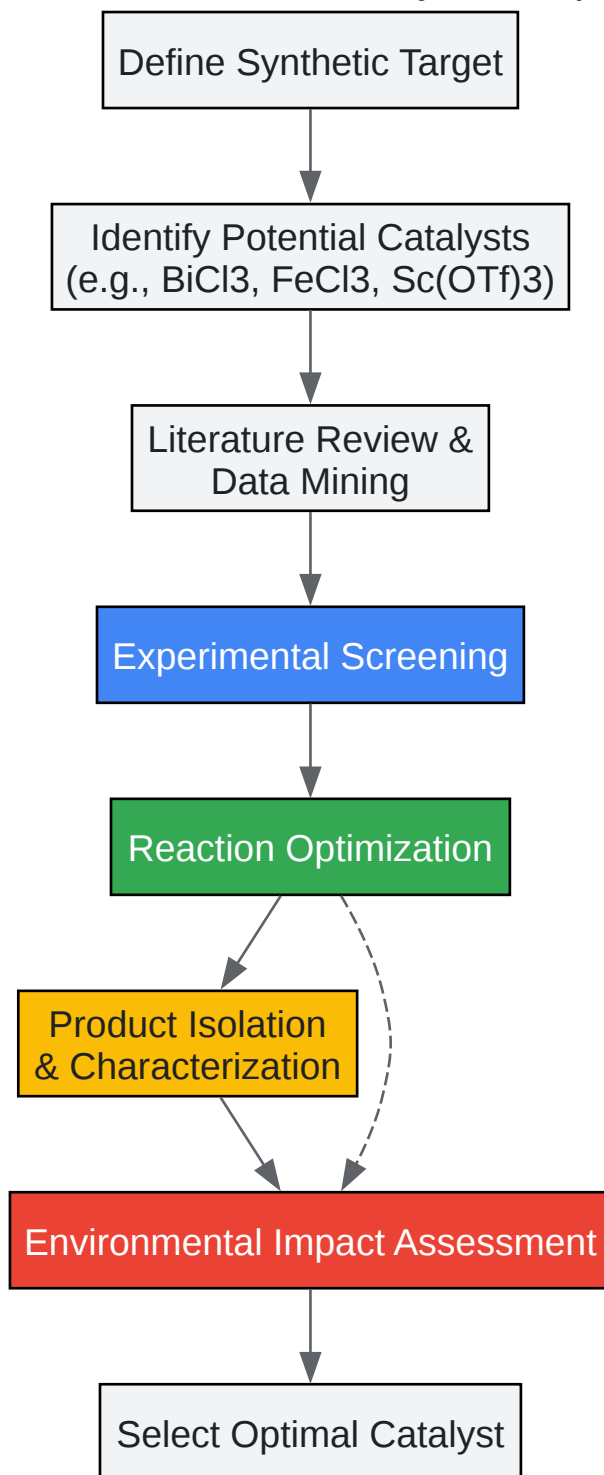 Define Synthetic Target
Identify Potential Catalysts
(e.g., BiCl3, FeCl3, Sc(OTf)3)
Literature Review &
Data Mining
Experimental Screening
Reaction Optimization
Product Isolation
& Characterization
Environmental Impact Assessment
Select Optimal Catalyst